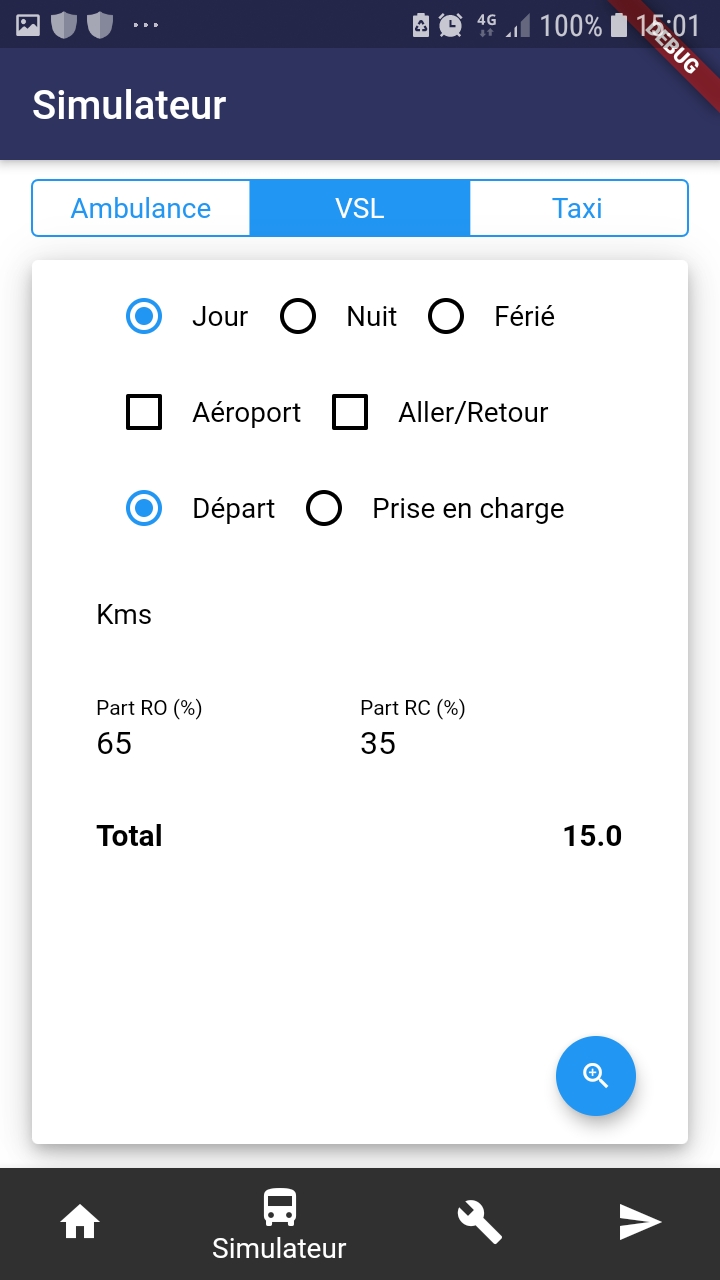 4G 100% 15:01
DEBUG
Simulateur
Ambulance VSL Taxi
Jour Nuit Férié
Aéroport Aller/Retour
Départ Prise en charge
Kms
Part RO (%) Part RC (%)
65 35
Total 15.0
Simulateur